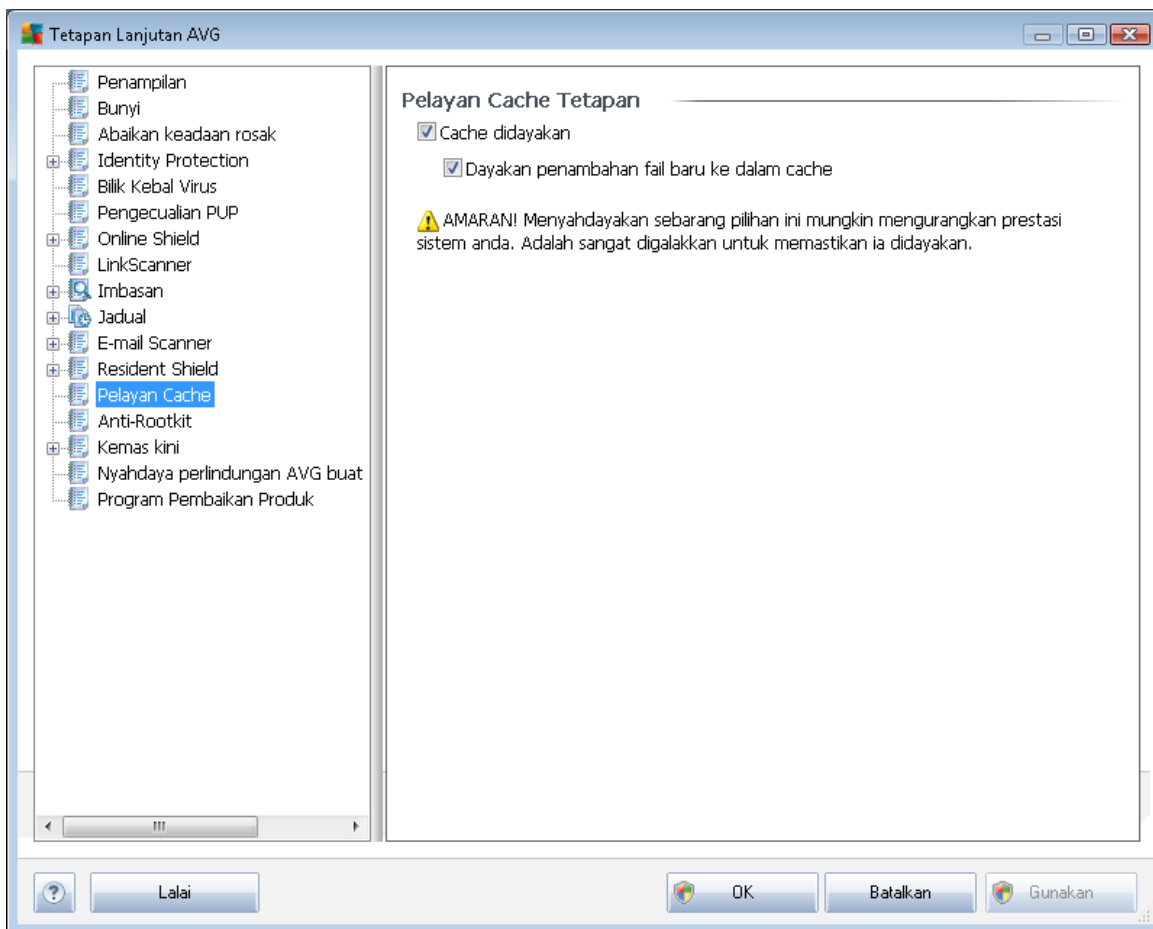 Tetapan Lanjutan AVG
Penampilan
Bunyi
Abaikan keadaan rosak
Identity Protection
Bilik Kebal Virus
Pengecualian PUP
Online Shield
LinkScanner
Imbasan
Jadual
E-mail Scanner
Resident Shield
Pelayan Cache
Anti-Rootkit
Kemas kini
Nyahdaya perlindungan AVG buat
Program Pembaikan Produk
Pelayan Cache Tetapan
Cache didayakan
Dayakan penambahan fail baru ke dalam cache
AMARAN! Menyahdayakan sebarang pilihan ini mungkin mengurangkan prestasi
sistem anda. Adalah sangat digalakkan untuk memastikan ia didayakan.
Lalai
OK
Batalkan
Gunakan